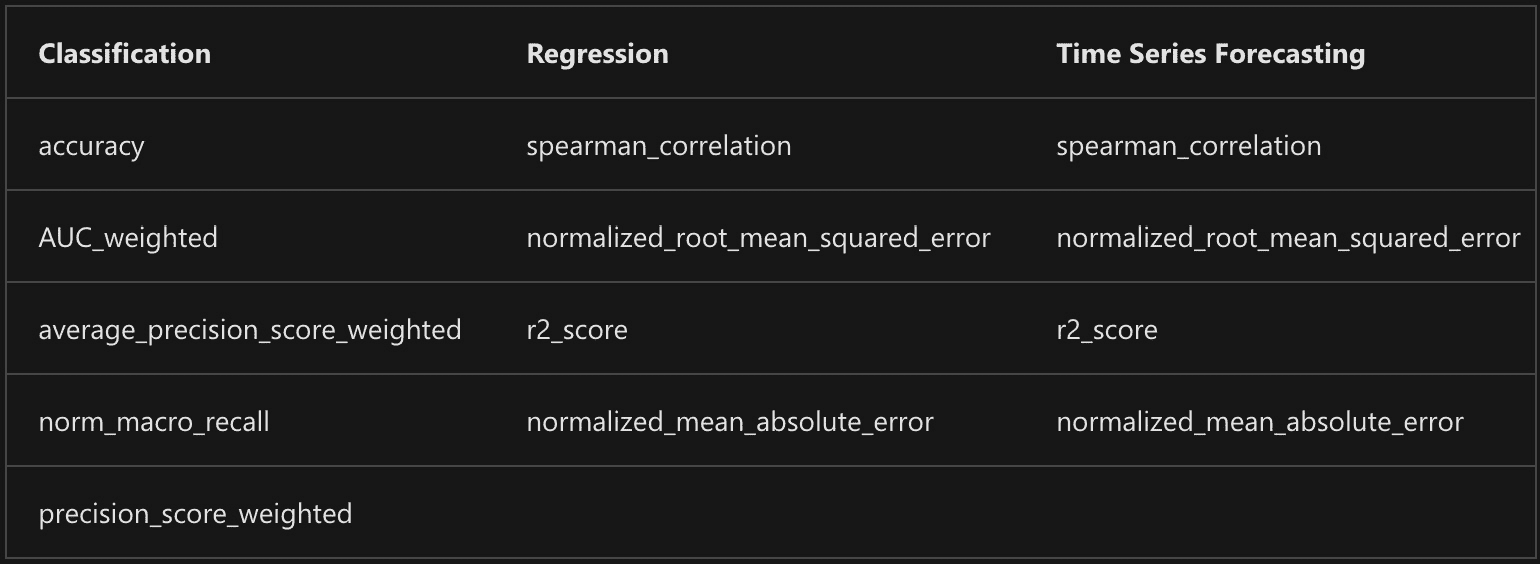 Classification Regression Time Series Forecasting
accuracy spearman_correlation spearman_correlation
AUC_weighted normalized_root_mean_squared_error normalized_root_mean_squared_error
average_precision_score_weighted r2_score r2_score
norm_macro_recall normalized_mean_absolute_error normalized_mean_absolute_error
precision_score_weighted